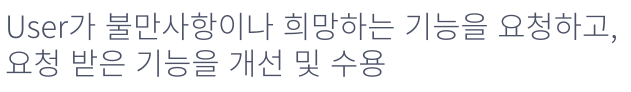 User가 불만사항이나 희망하는 기능을 요청하고,
요청 받은 기능을 개선 및 수용